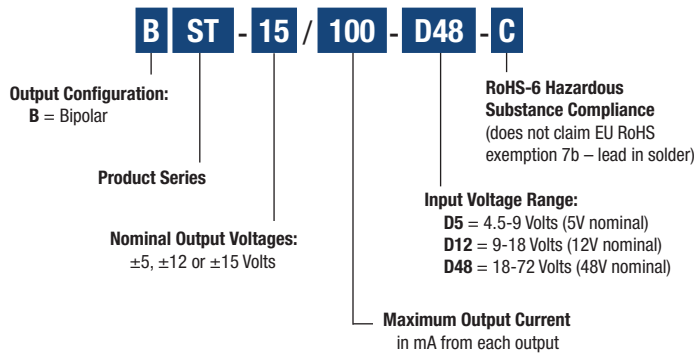 B ST - 15 / 100 - D48 - C
Output Configuration:
B = Bipolar
Product Series
Nominal Output Voltages:
±5, ±12 or ±15 Volts
RoHS-6 Hazardous
Substance Compliance
(does not claim EU RoHS
exemption 7b – lead in solder)
Input Voltage Range:
D5 = 4.5-9 Volts (5V nominal)
D12 = 9-18 Volts (12V nominal)
D48 = 18-72 Volts (48V nominal)
Maximum Output Current
in mA from each output